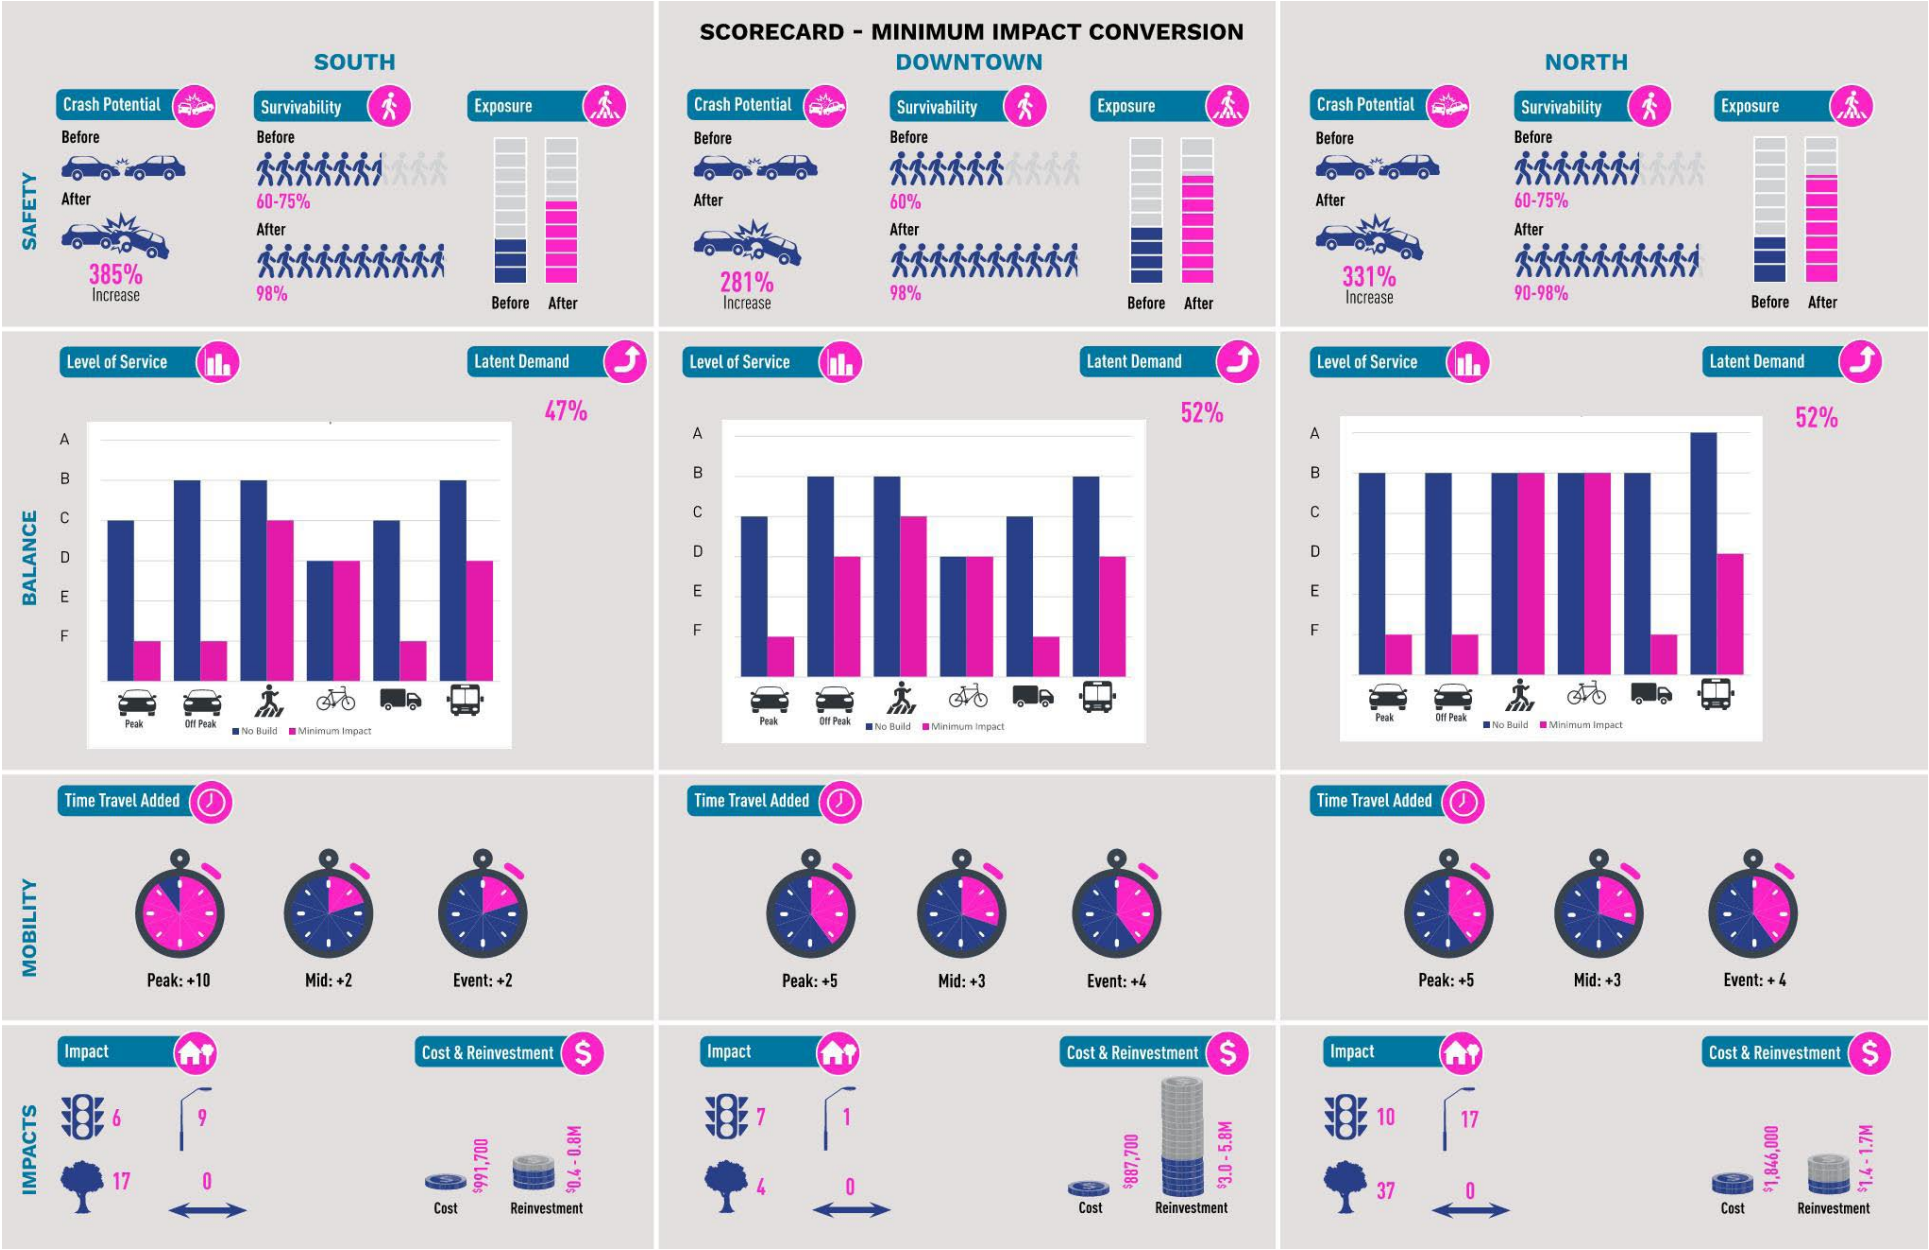 SCORECARD - MINIMUM IMPACT CONVERSION
SOUTH
DOWNTOWN
NORTH
SAFETY
Crash Potential
Before
After
385%
Increase
Survivability
Before
60-75%
After
98%
Exposure
Before After
Crash Potential
Before
After
281%
Increase
Survivability
Before
60%
After
98%
Exposure
Before After
Crash Potential
Before
After
331%
Increase
Survivability
Before
60-75%
After
90-98%
Exposure
Before After
BALANCE
Level of Service
Latent Demand
47%
A
B
C
D
E
F
Peak
Off Peak
No Build Minimum Impact
Level of Service
Latent Demand
52%
A
B
C
D
E
F
Peak
Off Peak
No Build Minimum Impact
Level of Service
Latent Demand
52%
A
B
C
D
E
F
Peak
Off Peak
No Build Minimum Impact
MOBILITY
Time Travel Added
Peak: +10
Mid: +2
Event: +2
Time Travel Added
Peak: +5
Mid: +3
Event: +4
Time Travel Added
Peak: +5
Mid: +3
Event: + 4
IMPACTS
Impact
6
9
17
0
Cost & Reinvestment
$
$991,700
$0.4 - 0.8M
Cost
Reinvestment
Impact
7
1
4
0
Cost & Reinvestment
$
$887,700
$3.0 - 5.8M
Cost
Reinvestment
Impact
10
17
37
0
Cost & Reinvestment
$
$1,846,000
$1.4 - 1.7M
Cost
Reinvestment